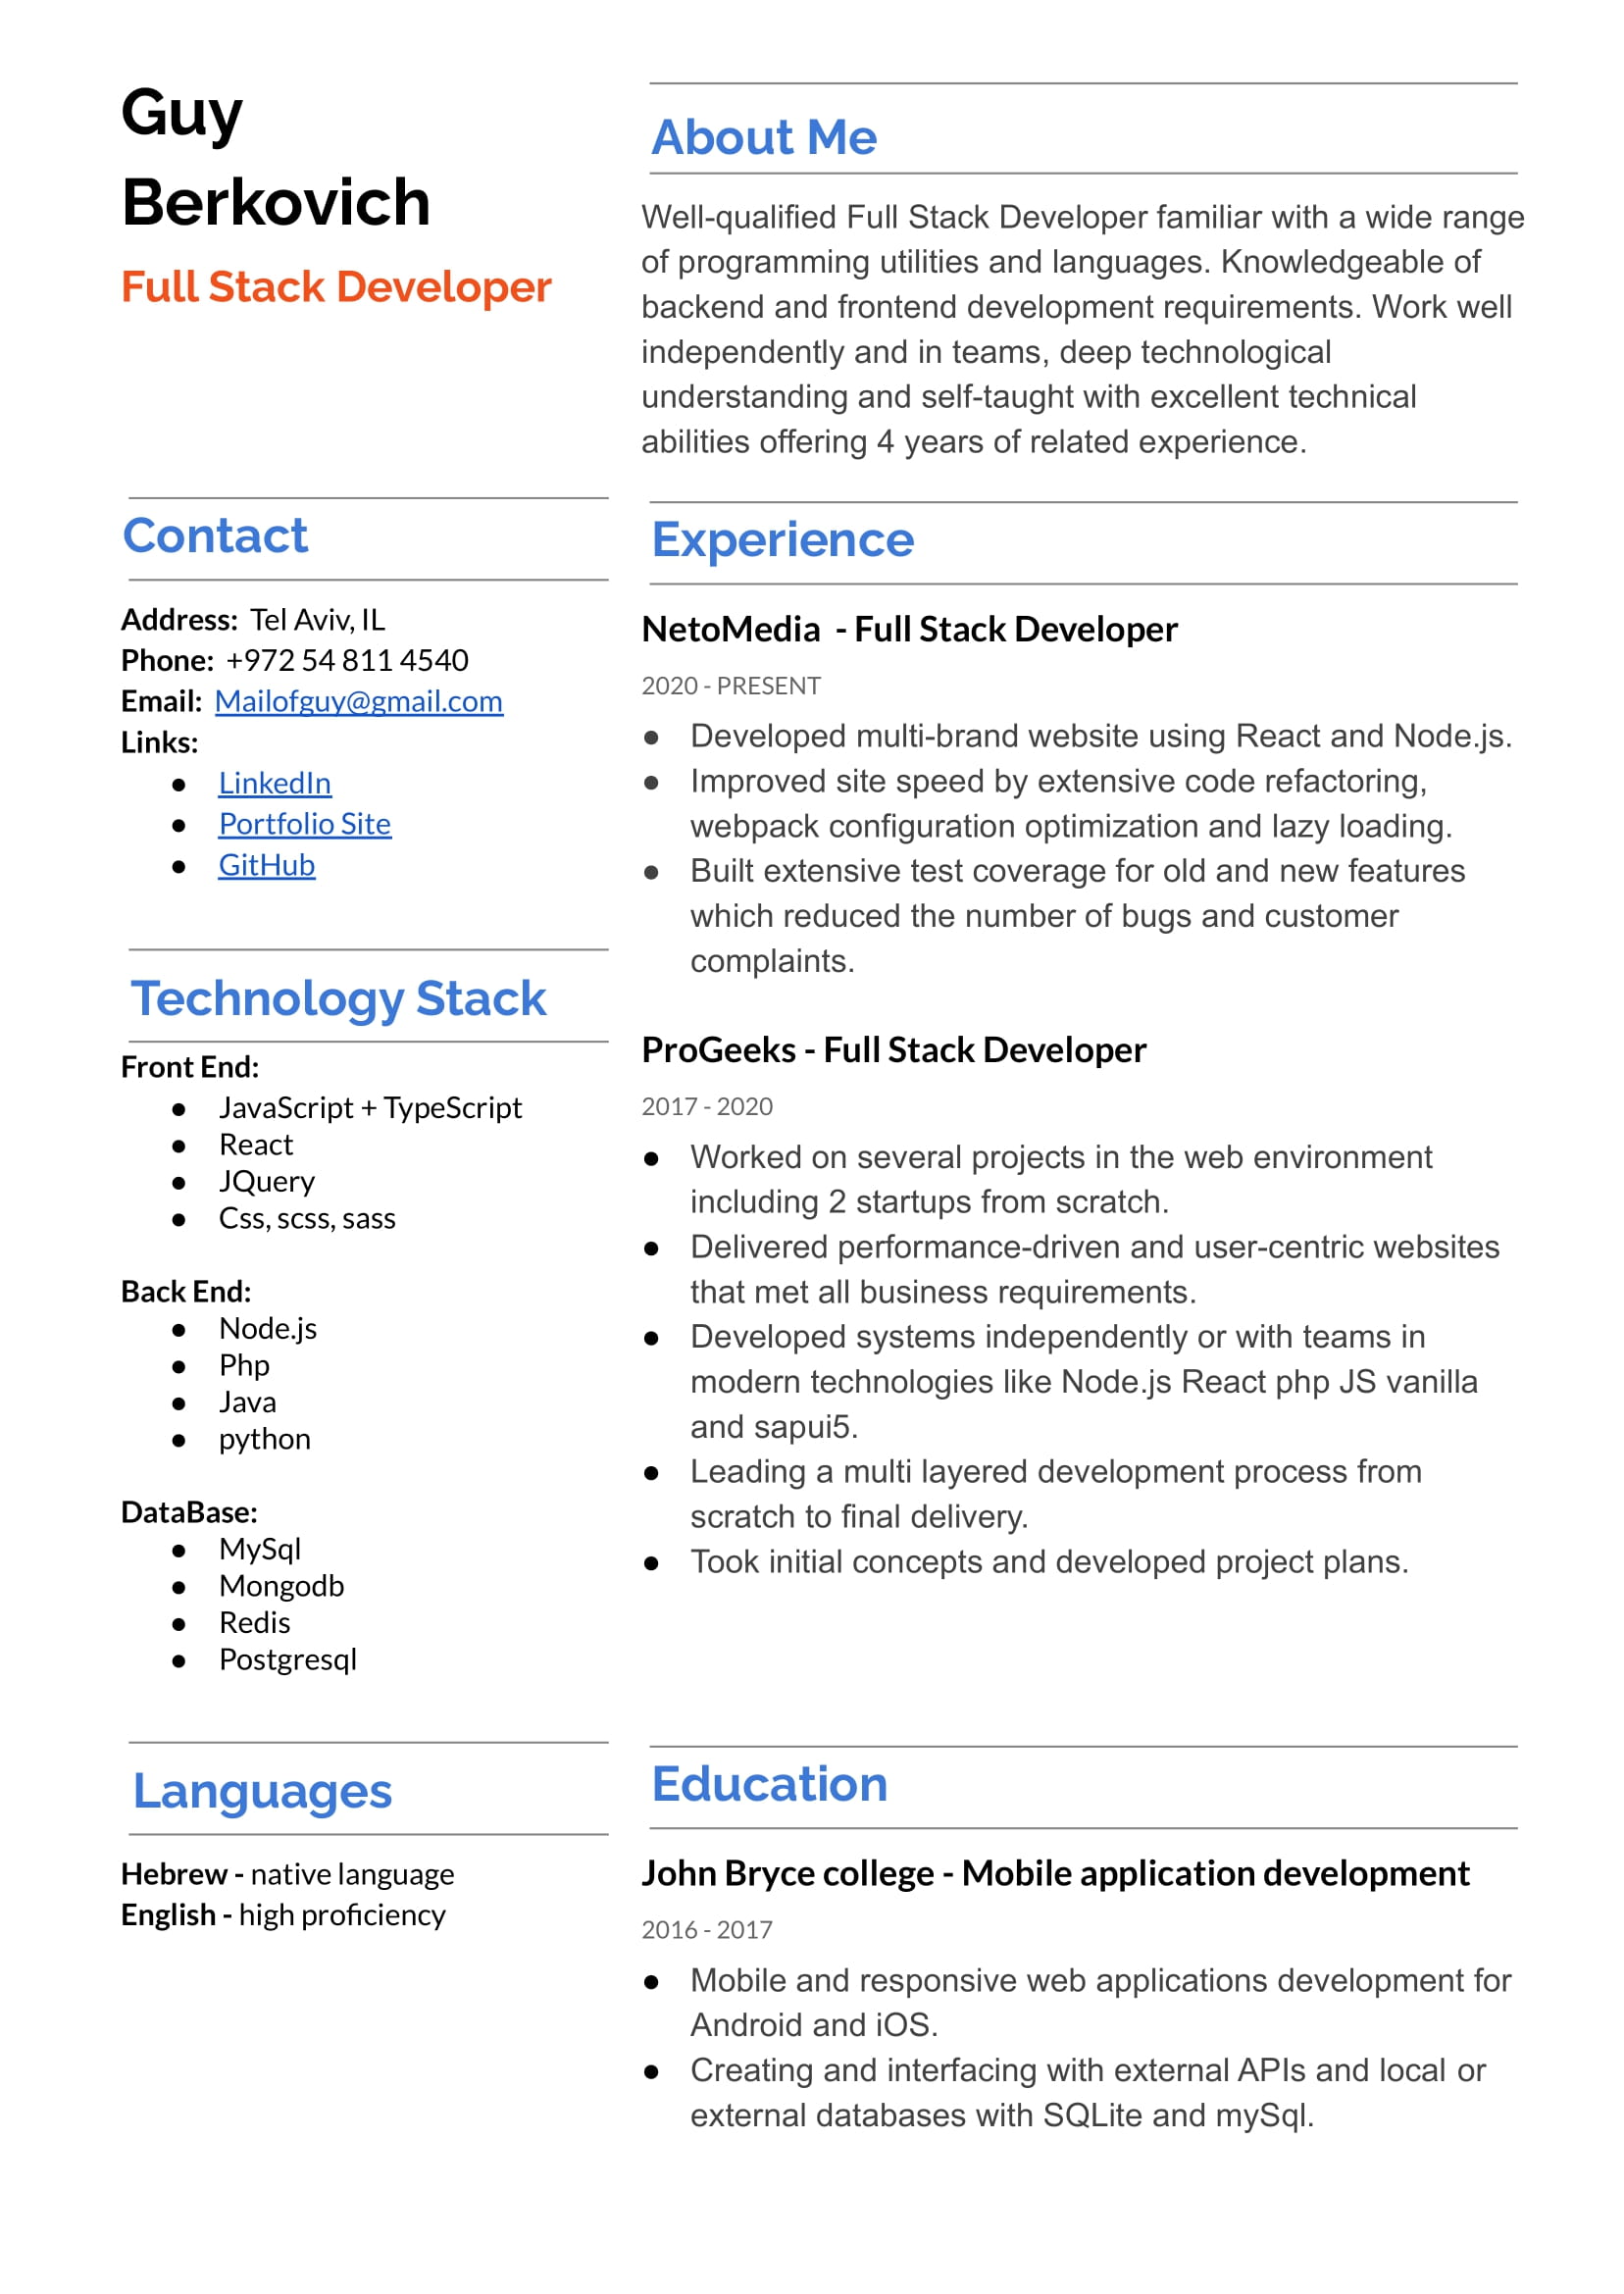 Guy
Berkovich
Full Stack Developer
Contact
Address: Tel Aviv, IL
Phone: +972 54 811 4540
Email: Mailofguy@gmail.com
Links:
● LinkedIn
● Portfolio Site
● GitHub
Technology Stack
Front End:
● JavaScript + TypeScript
● React
● JQuery
● Css, scss, sass
Back End:
● Node.js
● Php
● Java
● python
DataBase:
● MySql
● Mongodb
● Redis
● Postgresql
Languages
Hebrew - native language
English - high proficiency
About Me
Well-qualified Full Stack Developer familiar with a wide range
of programming utilities and languages. Knowledgeable of
backend and frontend development requirements. Work well
independently and in teams, deep technological
understanding and self-taught with excellent technical
abilities offering 4 years of related experience.
Experience
NetoMedia - Full Stack Developer
2020 - PRESENT
● Developed multi-brand website using React and Node.js.
● Improved site speed by extensive code refactoring,
webpack configuration optimization and lazy loading.
● Built extensive test coverage for old and new features
which reduced the number of bugs and customer
complaints.
ProGeeks - Full Stack Developer
2017 - 2020
● Worked on several projects in the web environment
including 2 startups from scratch.
● Delivered performance-driven and user-centric websites
that met all business requirements.
● Developed systems independently or with teams in
modern technologies like Node.js React php JS vanilla
and sapui5.
● Leading a multi layered development process from
scratch to final delivery.
● Took initial concepts and developed project plans.
Education
John Bryce college - Mobile application development
2016 - 2017
● Mobile and responsive web applications development for
Android and iOS.
● Creating and interfacing with external APIs and local or
external databases with SQLite and mySql.